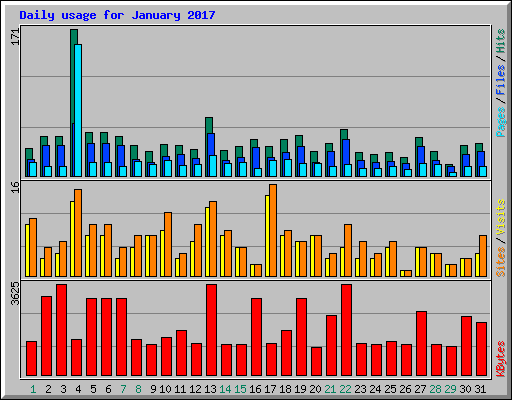 Daily usage for January 2017
171
Pages / Files / Hits
16
Sites / Visits
3625
KBytes
1 2 3 4 5 6 7 8 9 10 11 12 13 14 15 16 17 18 19 20 21 22 23 24 25 26 27 28 29 30 31